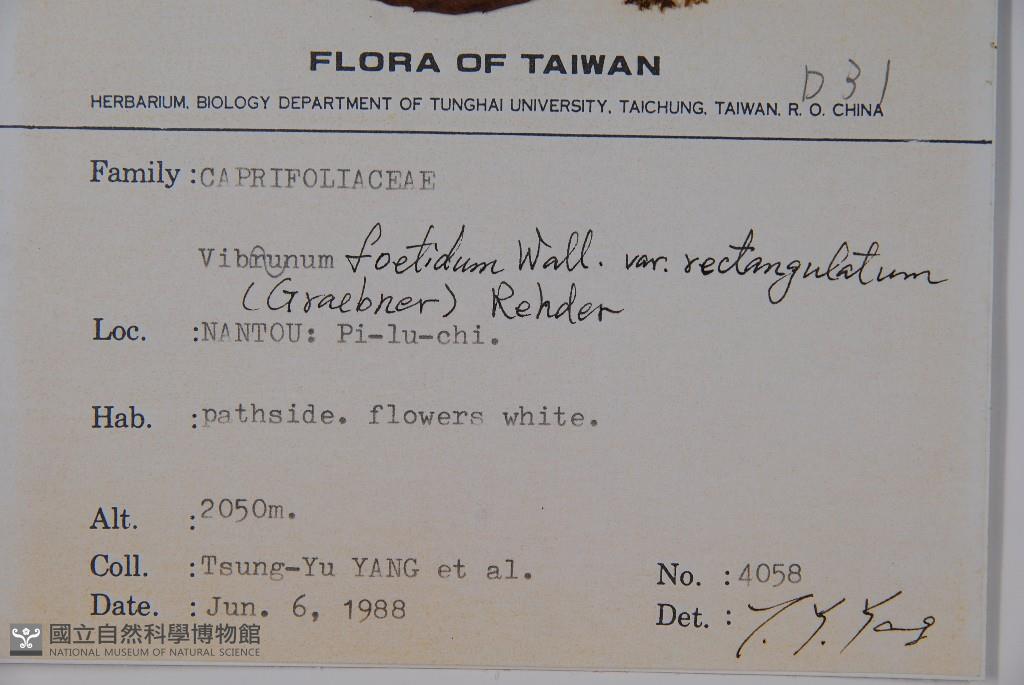 FLORA OF TAIWAN
D31
HERBARIUM, BIOLOGY DEPARTMENT OF TUNGHAI UNIVERSITY, TAICHUNG, TAIWAN, R. O. CHINA
Family :CAPRIFOLIACEAE
Vibrunum foetidum Wall. var. rectangulatum
(Graebner) Rehder
Loc. :NANTOU: Pi-lu-chi.
Hab. :pathside. flowers white.
Alt. :2050m.
Coll. :Tsung-Yu YANG et al.
No. :4058
Date. :Jun. 6, 1988
Det. : T. Y. Yang
國立自然科學博物館
NATIONAL MUSEUM OF NATURAL SCIENCE